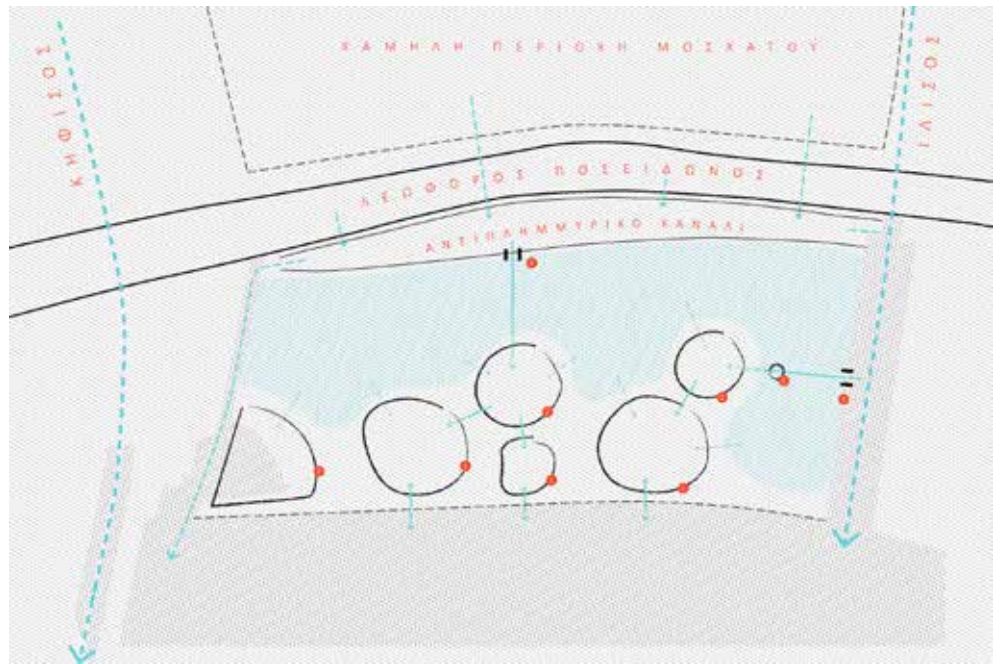 ΚΗΦΙΣΟΣ
ΧΑΜΗΛΗ ΠΕΡΙΟΧΗ ΜΟΣΧΑΤΟΥ
ΙΛΙΣΟΣ
ΛΕΩΦΟΡΟΣ ΠΟΣΕΙΔΩΝΟΣ
ΑΝΤΙΠΛΗΜΜΥΡΙΚΟ ΚΑΝΑΛΙ